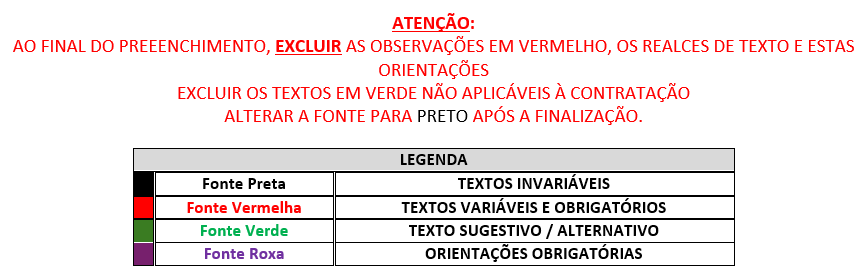 ATENÇÃO:
AO FINAL DO PREEENCHIMENTO, EXCLUIR AS OBSERVAÇÕES EM VERMELHO, OS REALCES DE TEXTO E ESTAS
ORIENTAÇÕES
EXCLUIR OS TEXTOS EM VERDE NÃO APLICÁVEIS À CONTRATAÇÃO
ALTERAR A FONTE PARA PRETO APÓS A FINALIZAÇÃO.
LEGENDA
Fonte Preta TEXTOS INVARIÁVEIS
Fonte Vermelha TEXTOS VARIÁVEIS E OBRIGATÓRIOS
Fonte Verde TEXTO SUGESTIVO / ALTERNATIVO
Fonte Roxa ORIENTAÇÕES OBRIGATÓRIAS